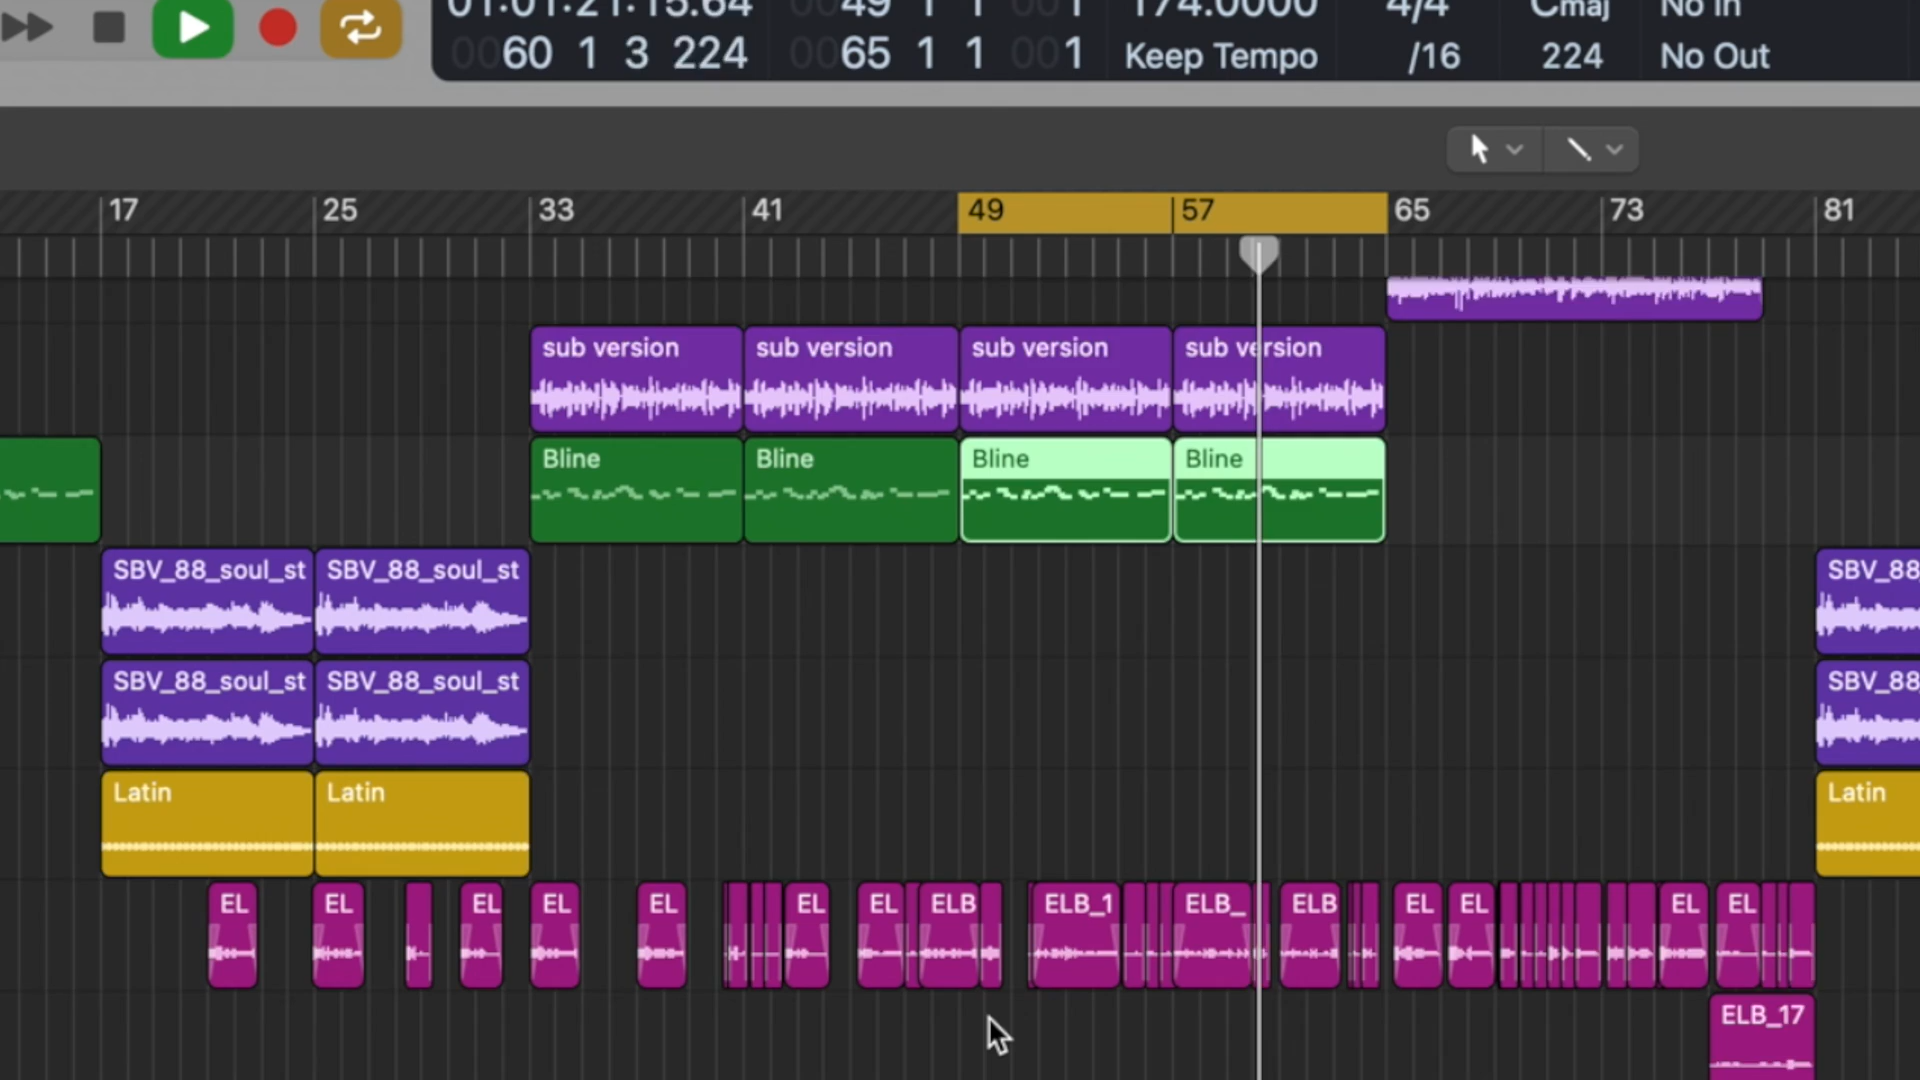 01:01:21:15.64 0049 1 1 001 174.0000 4/4 Cmaj No In
0060 1 3 224 0065 1 1 001 Keep Tempo /16 224 No Out
17 25 33 41 49 57 65 73 81
sub version sub version sub version sub version
Bline Bline Bline Bline
SBV_88_soul_st SBV_88_soul_st SBV_88
SBV_88_soul_st SBV_88_soul_st SBV_88
Latin Latin Latin
EL EL EL EL EL EL EL ELB ELB_1 ELB_ ELB EL EL EL EL
ELB_17